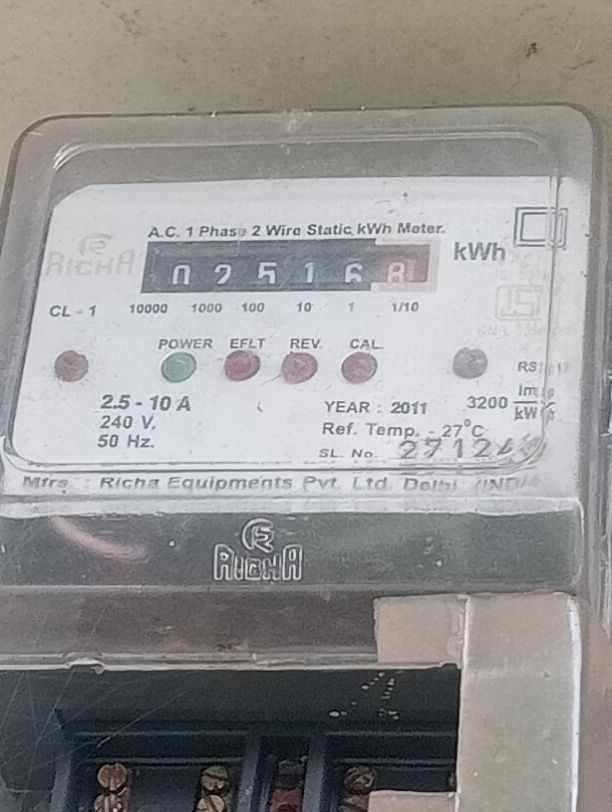 A.C. 1 Phase 2 Wire Static kWh Meter.
RICHA
025168 kWh
CL - 1 10000 1000 100 10 1 1/10
POWER EFLT REV. CAL.
2.5 - 10 A
240 V.
50 Hz.
YEAR : 2011
3200 imp/kWh
Ref. Temp. - 27°C
SL. No. 2712
Mfrs. : Richa Equipments Pvt. Ltd. Delhi (INDIA
RICHA